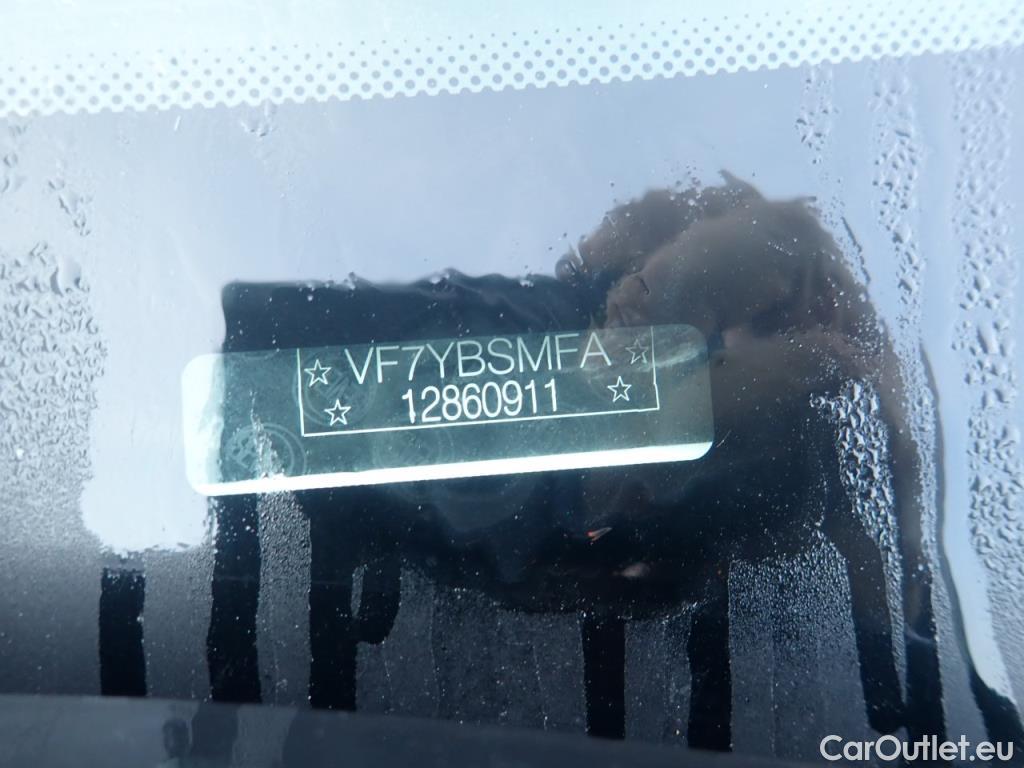 ☆ VF7YBSMFA ☆
☆ 12860911 ☆
CarOutlet.eu